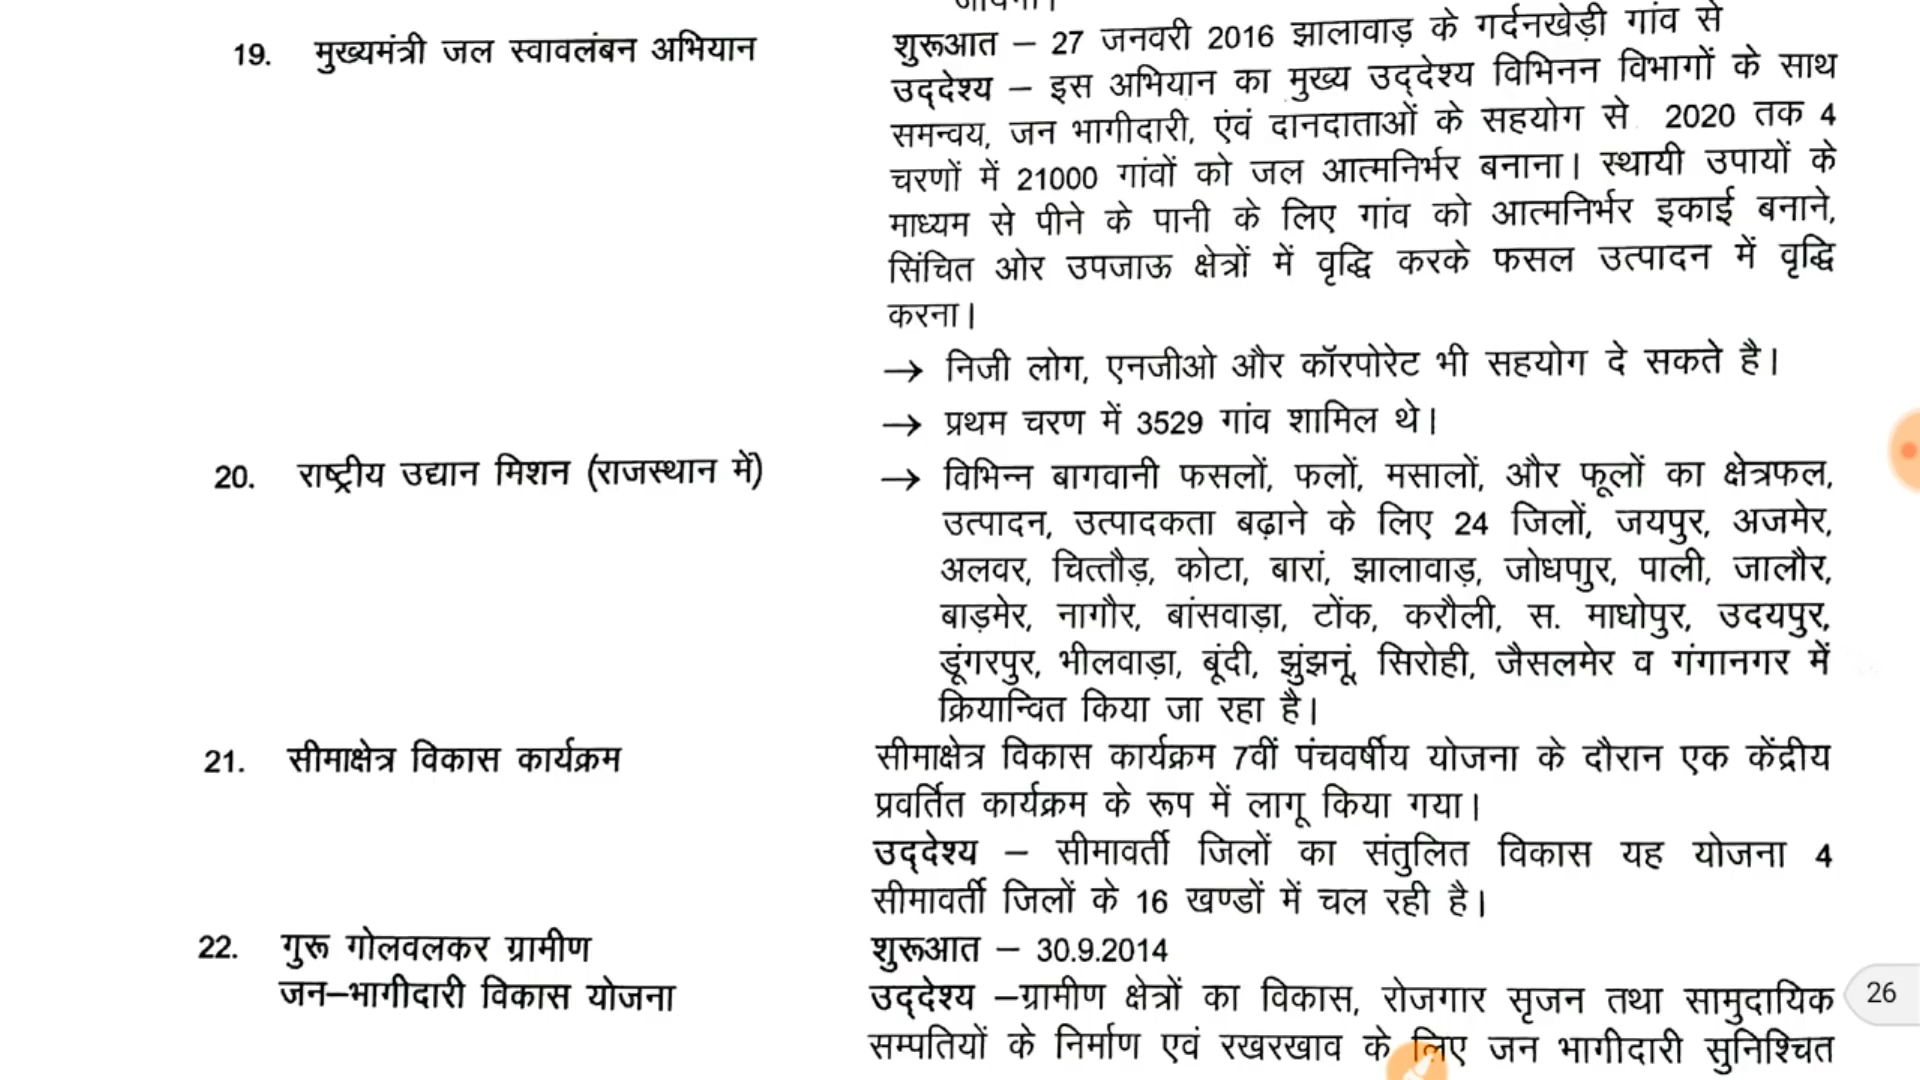 19. मुख्यमंत्री जल स्वावलंबन अभियान
शुरूआत – 27 जनवरी 2016 झालावाड़ के गर्दनखेड़ी गांव से
उद्देश्य – इस अभियान का मुख्य उद्देश्य विभिनन विभागों के साथ
समन्वय, जन भागीदारी, एंवं दानदाताओं के सहयोग से 2020 तक 4
चरणों में 21000 गांवों को जल आत्मनिर्भर बनाना। स्थायी उपायों के
माध्यम से पीने के पानी के लिए गांव को आत्मनिर्भर इकाई बनाने,
सिंचित ओर उपजाऊ क्षेत्रों में वृद्धि करके फसल उत्पादन में वृद्धि
करना।
→ निजी लोग, एनजीओ और कॉरपोरेट भी सहयोग दे सकते है।
→ प्रथम चरण में 3529 गांव शामिल थे।
20. राष्ट्रीय उद्यान मिशन (राजस्थान में)
→ विभिन्न बागवानी फसलों, फलों, मसालों, और फूलों का क्षेत्रफल,
उत्पादन, उत्पादकता बढ़ाने के लिए 24 जिलों, जयपुर, अजमेर,
अलवर, चित्तौड़, कोटा, बारां, झालावाड़, जोधपाुर, पाली, जालौर,
बाड़मेर, नागौर, बांसवाड़ा, टोंक, करौली, स. माधोपुर, उदयपुर,
डूंगरपुर, भीलवाड़ा, बूंदी, झुंझनूं, सिरोही, जैसलमेर व गंगानगर में
क्रियान्वित किया जा रहा है।
21. सीमाक्षेत्र विकास कार्यक्रम
सीमाक्षेत्र विकास कार्यक्रम 7वीं पंचवर्षीय योजना के दौरान एक केंद्रीय
प्रवर्तित कार्यक्रम के रूप में लागू किया गया।
उद्देश्य – सीमावर्ती जिलों का संतुलित विकास यह योजना 4
सीमावर्ती जिलों के 16 खण्डों में चल रही है।
22. गुरू गोलवलकर ग्रामीण
जन–भागीदारी विकास योजना
शुरूआत – 30.9.2014
उद्देश्य –ग्रामीण क्षेत्रों का विकास, रोजगार सृजन तथा सामुदायिक
सम्पतियों के निर्माण एवं रखरखाव के लिए जन भागीदारी सुनिश्चित
26